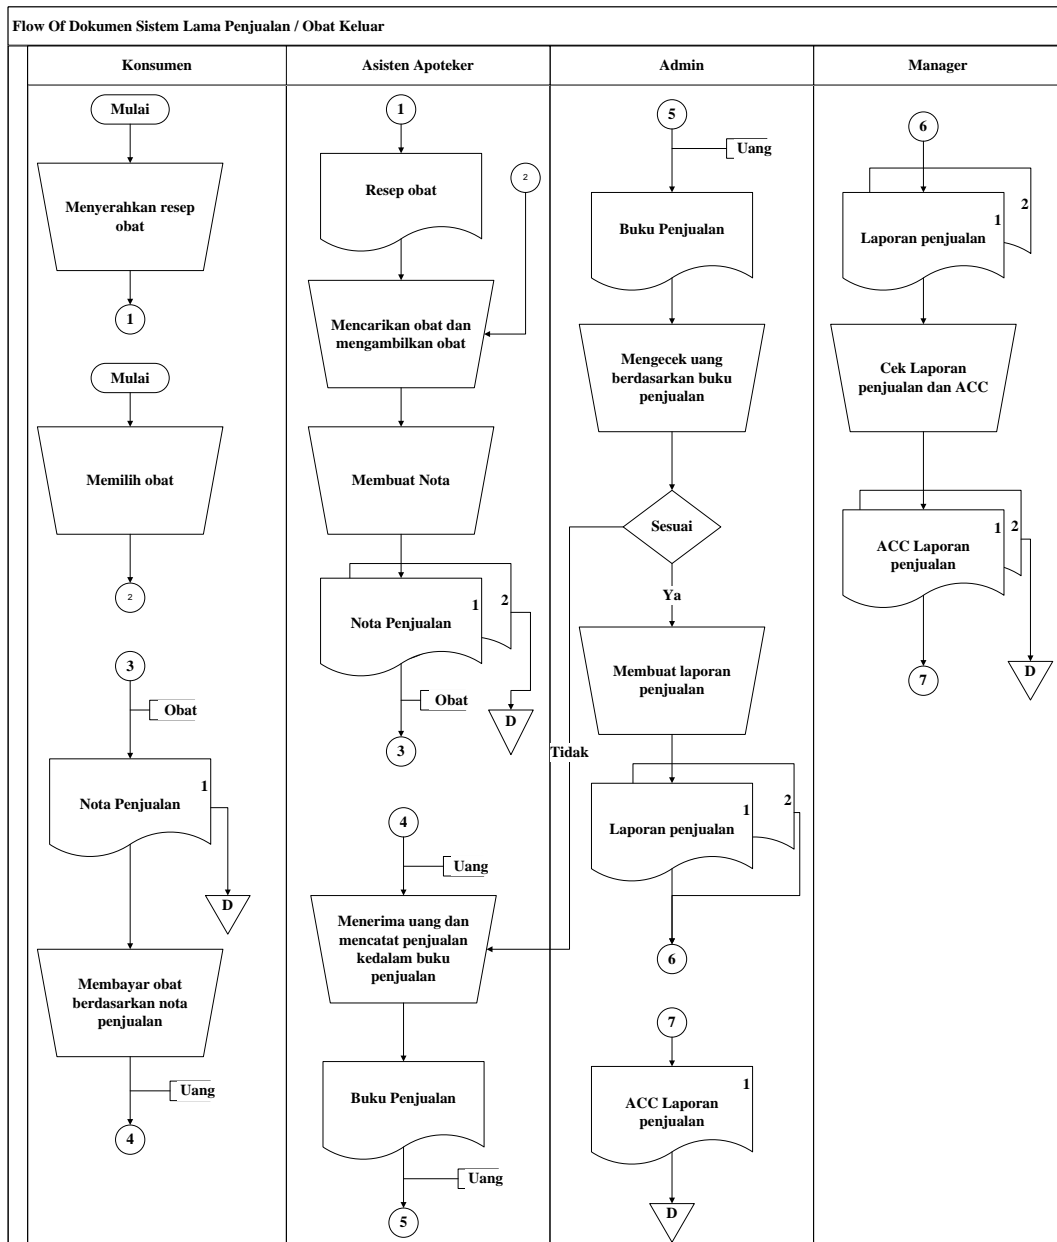 Flow Of Dokumen Sistem Lama Penjualan / Obat Keluar
Konsumen
Asisten Apoteker
Admin
Manager
Mulai
Menyerahkan resep
obat
1
Mulai
Memilih obat
2
3
Obat
Nota Penjualan
1
D
Membayar obat
berdasarkan nota
penjualan
Uang
4
1
Resep obat
2
Mencarikan obat dan
mengambilkan obat
Membuat Nota
Nota Penjualan
1
2
Obat
D
3
4
Uang
Menerima uang dan
mencatat penjualan
kedalam buku
penjualan
Buku Penjualan
Uang
5
5
Uang
Buku Penjualan
Mengecek uang
berdasarkan buku
penjualan
Sesuai
Ya
Tidak
Membuat laporan
penjualan
Laporan penjualan
1
2
6
7
ACC Laporan
penjualan
1
D
6
Laporan penjualan
1
2
Cek Laporan
penjualan dan ACC
ACC Laporan
penjualan
1
2
D
7